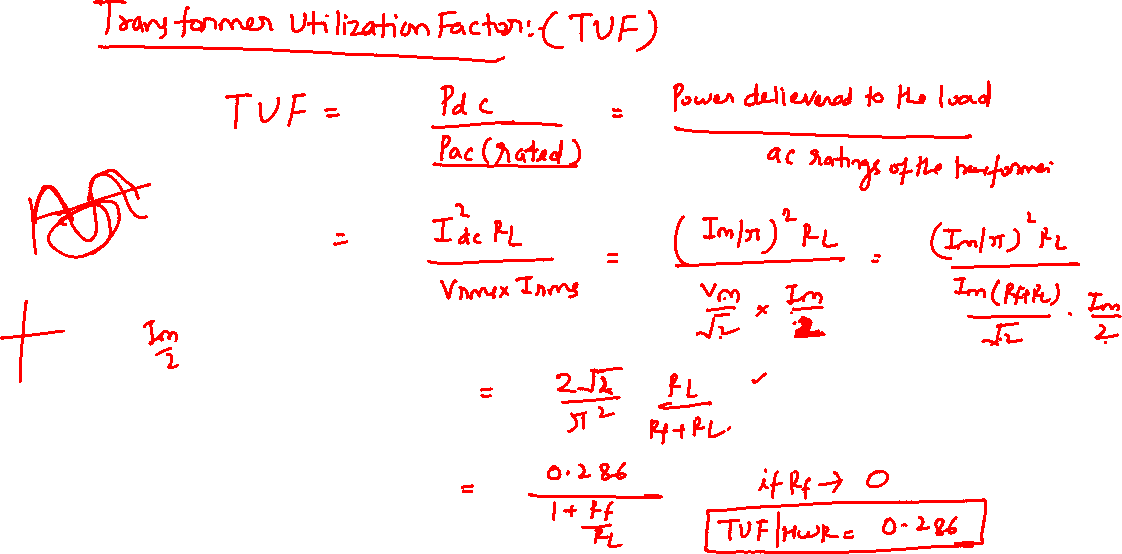 Transformer Utilization Factor:-(TUF)
TUF = Pdc / Pac (rated) = Power delievered to the load / ac ratings of the transformer
= I²dc RL / Vrms x Irms = (Im/π)² RL / Vm/√2 x Im/2 = (Im/π)² RL / Im(Rf+RL)/√2 . Im/2
Im/2
= 2√2/π² RL/Rf+RL ✓
= 0.286 / 1+ Rf/RL if Rf → 0
TUF|HWR = 0.286